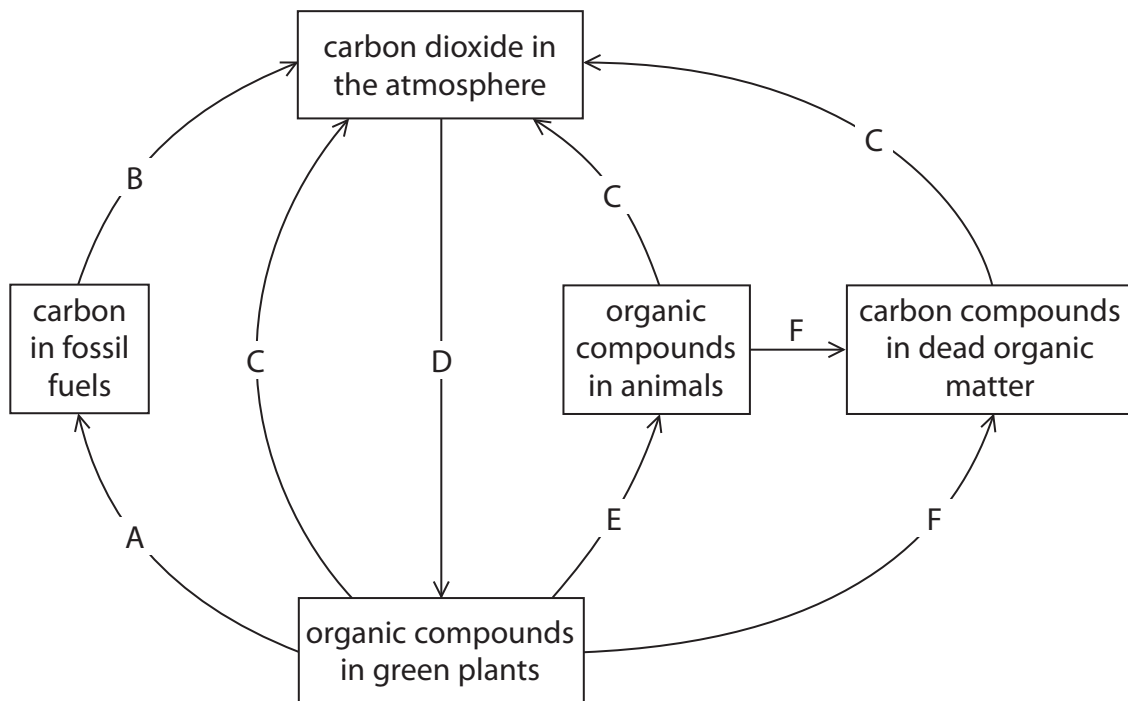 carbon dioxide in
the atmosphere
B
C
C
carbon
in fossil
fuels
C
D
organic
compounds
in animals
F
carbon compounds
in dead organic
matter
A
E
F
organic compounds
in green plants